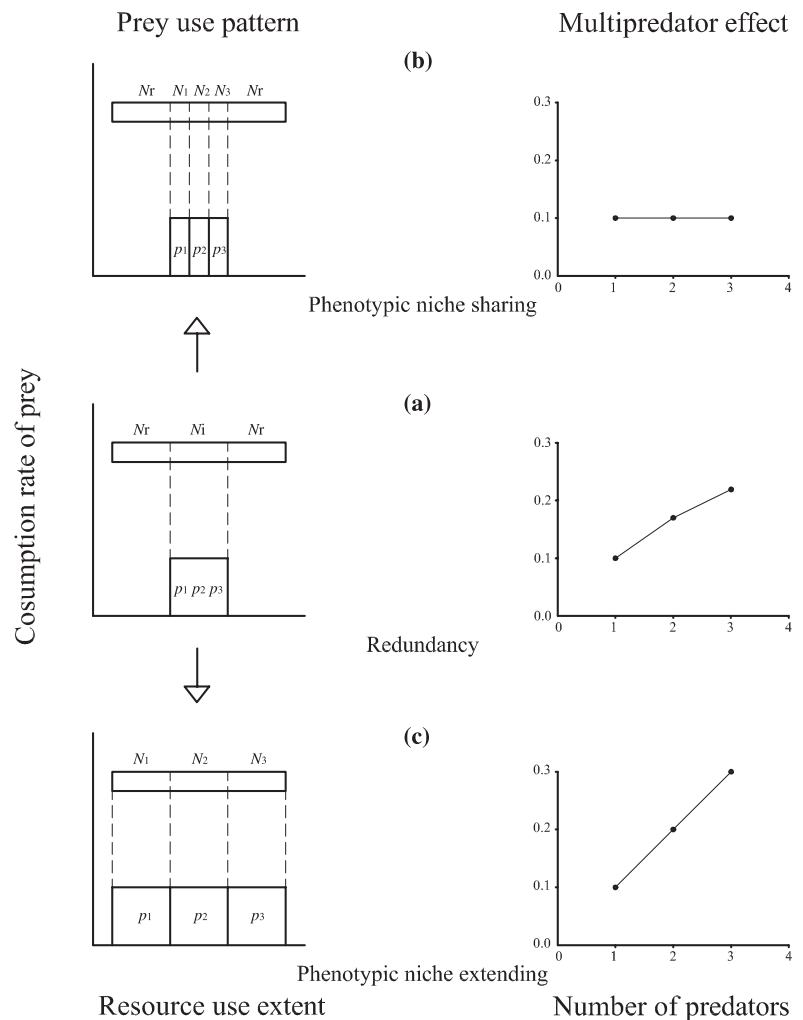 Prey use pattern
Multipredator effect
(b)
Nr N1 N2 N3 Nr
p1 p2 p3
0.3
0.2
0.1
0.0
0 1 2 3 4
Phenotypic niche sharing
Cosumption rate of prey
(a)
Nr Ni Nr
p1 p2 p3
0.3
0.2
0.1
0.0
0 1 2 3 4
Redundancy
(c)
N1 N2 N3
p1 p2 p3
0.3
0.2
0.1
0.0
0 1 2 3 4
Phenotypic niche extending
Resource use extent
Number of predators